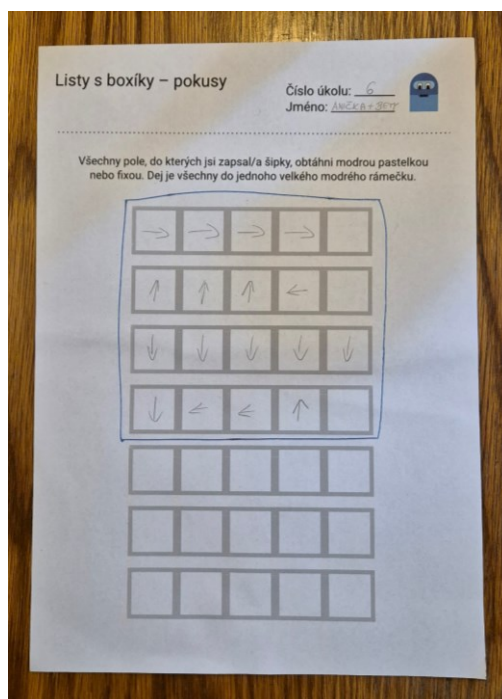 Listy s boxíky – pokusy
Číslo úkolu: 6
Jméno:
Všechny pole, do kterých jsi zapsal/a šipky, obtáhni modrou pastelkou
nebo fixou. Dej je všechny do jednoho velkého modrého rámečku.
→ → → →
↑ ↑ ↑ ←
↓ ↓ ↓ ↓ ↓
↓ ← ← ↑